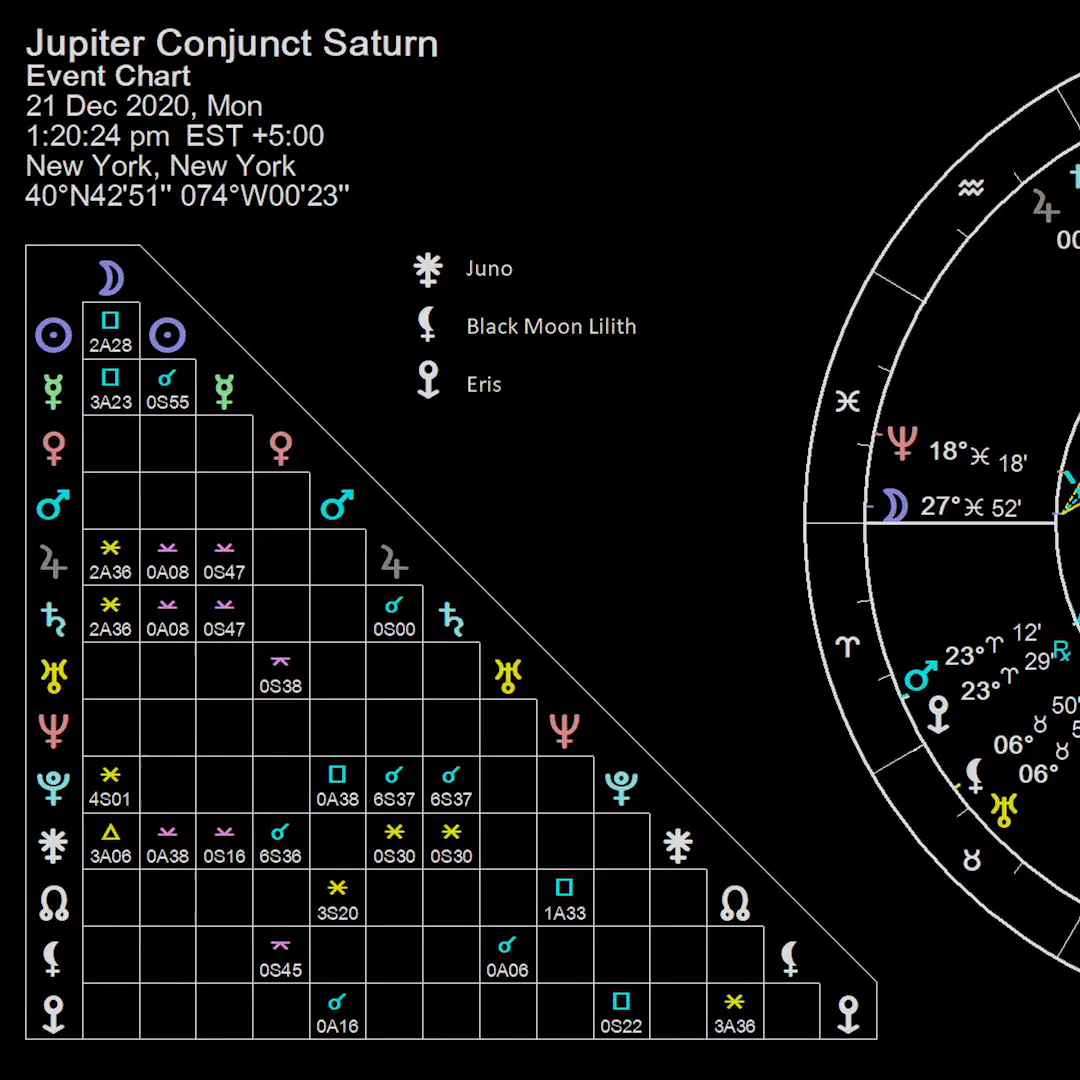 Jupiter Conjunct Saturn
Event Chart
21 Dec 2020, Mon
1:20:24 pm EST +5:00
New York, New York
40°N42'51" 074°W00'23"
Juno
Black Moon Lilith
Eris
☽
☉ □ ☉
2A28
☿ □ ☌ ☿
3A23 0S55
♀ ♀
♂ ♂
♃ ⚹ ⚺ ⚺ ♃
2A36 0A08 0S47
♄ ⚹ ⚺ ⚺ ☌ ♄
2A36 0A08 0S47 0S00
♅ ⚻ ♅
0S38
♆ ♆
♇ ⚹ □ ☌ ☌ ♇
4S01 0A38 6S37 6S37
⚵ △ ⚺ ⚺ ☌ ⚹ ⚹ ⚵
3A06 0A38 0S16 6S36 0S30 0S30
☊ ⚹ □ ☊
3S20 1A33
⚸ ⚻ ☌ ⚸
0S45 0A06
☌ □ ⚹
0A16 0S22 3A36
♒
♃
00
♓
♆ 18° ♓ 18'
☽ 27° ♓ 52'
♈
♂ 23° ♈ 12'
23° ♈ 29' ℞
⚸ 06° ♉ 50'
♅ 06° ♉ 5
♉